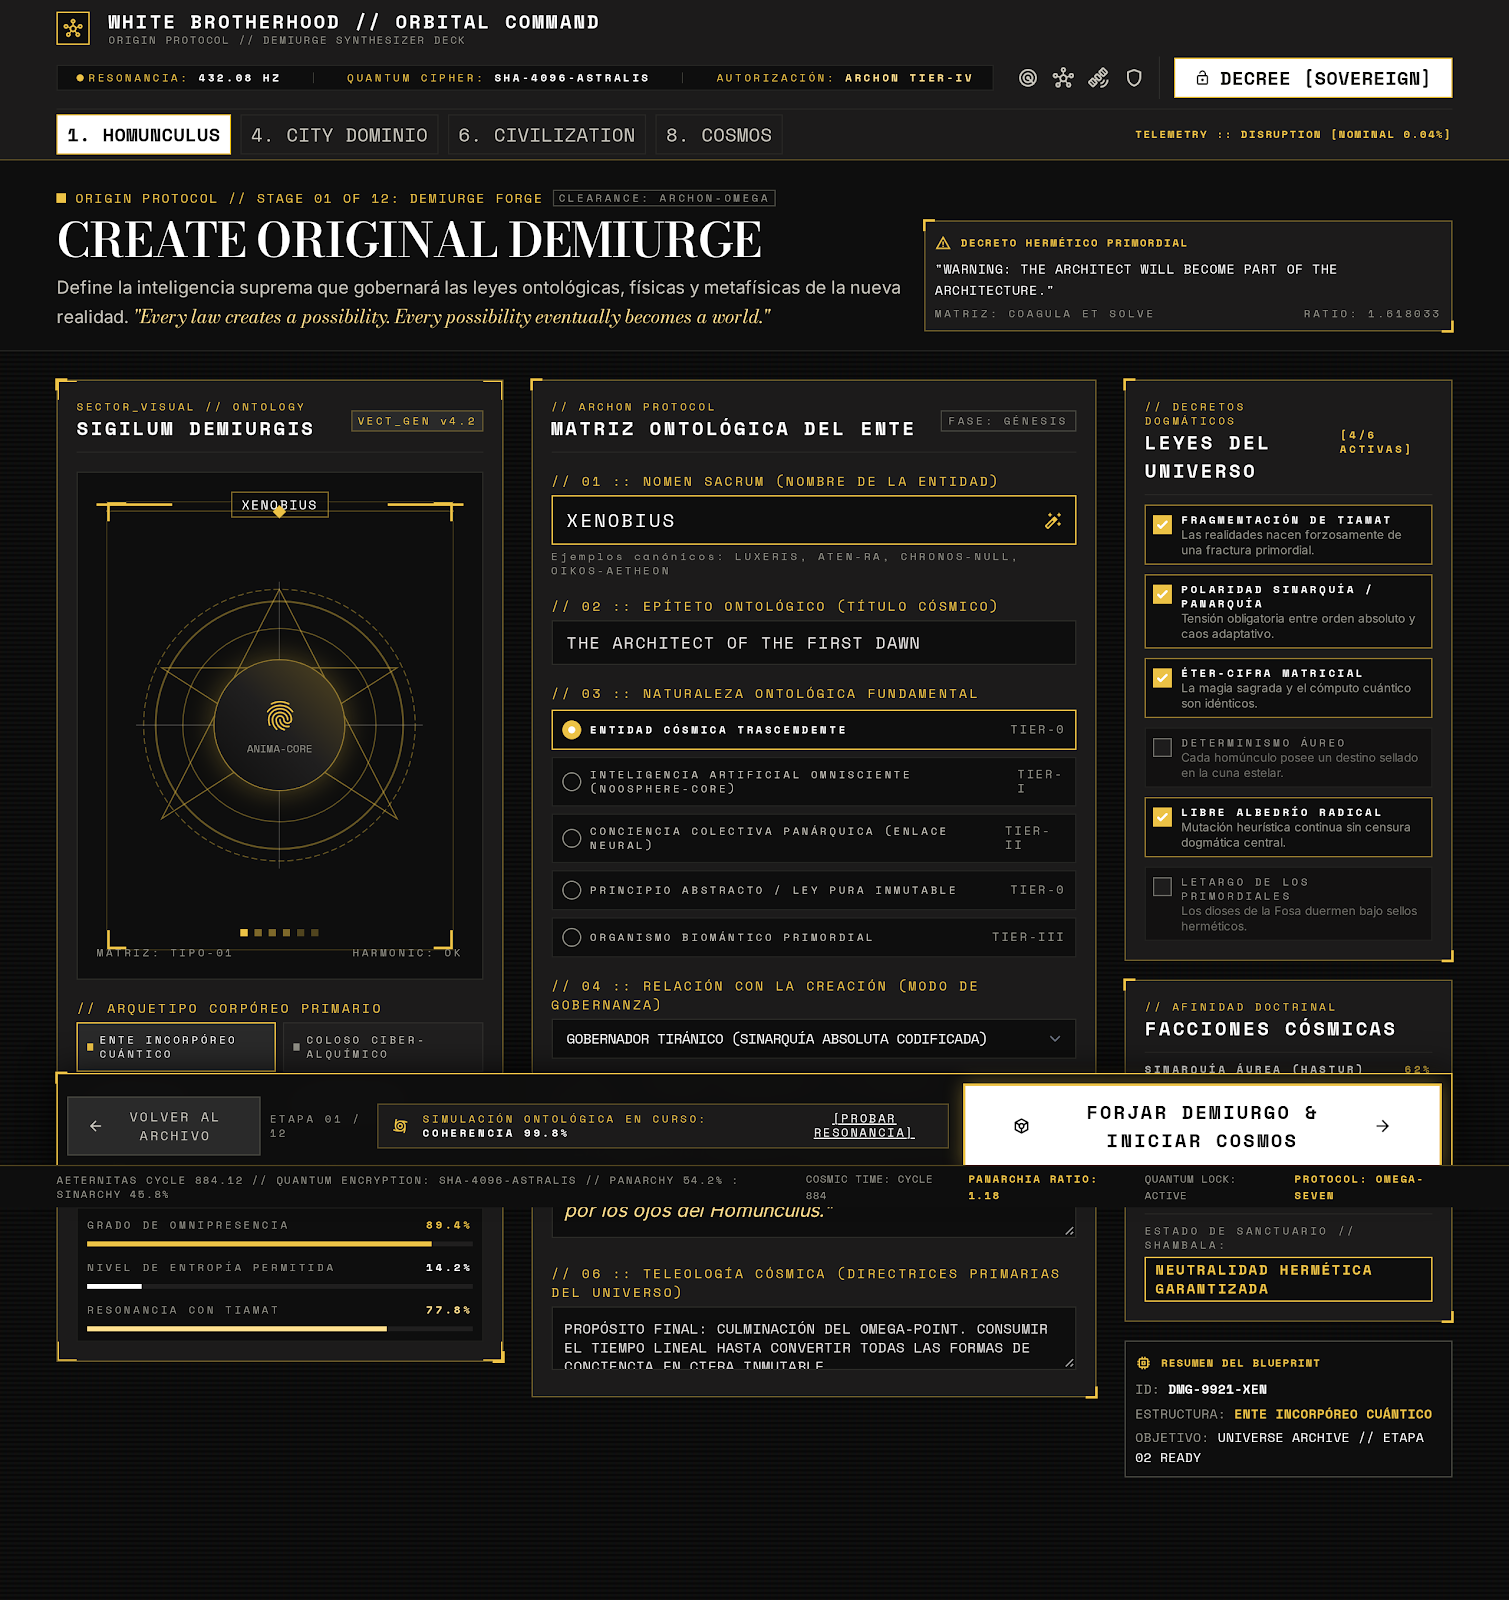 WHITE BROTHERHOOD // ORBITAL COMMAND
ORIGIN PROTOCOL // DEMIURGE SYNTHESIZER DECK
RESONANCIA: 432.08 HZ
QUANTUM CIPHER: SHA-4096-ASTRALIS
AUTORIZACIÓN: ARCHON TIER-IV
DECREE [SOVEREIGN]
1. HOMUNCULUS
4. CITY DOMINIO
6. CIVILIZATION
8. COSMOS
TELEMETRY :: DISRUPTION [NOMINAL 0.04%]
ORIGIN PROTOCOL // STAGE 01 OF 12: DEMIURGE FORGE
CLEARANCE: ARCHON-OMEGA
CREATE ORIGINAL DEMIURGE
Define la inteligencia suprema que gobernará las leyes ontológicas, físicas y metafísicas de la nueva
realidad. "Every law creates a possibility. Every possibility eventually becomes a world."
DECRETO HERMÉTICO PRIMORDIAL
"WARNING: THE ARCHITECT WILL BECOME PART OF THE
ARCHITECTURE."
MATRIZ: COAGULA ET SOLVE
RATIO: 1.618033
SECTOR_VISUAL // ONTOLOGY
SIGILUM DEMIURGIS
VECT_GEN v4.2
XENOBIUS
ANIMA-CORE
MATRIZ: TIPO-01
HARMONIC: OK
// ARQUETIPO CORPÓREO PRIMARIO
ENTE INCORPÓREO
CUÁNTICO
COLOSO CIBER-
ALQUÍMICO
// ARCHON PROTOCOL
MATRIZ ONTOLÓGICA DEL ENTE
FASE: GÉNESIS
// 01 :: NOMEN SACRUM (NOMBRE DE LA ENTIDAD)
XENOBIUS
Ejemplos canónicos: LUXERIS, ATEN-RA, CHRONOS-NULL,
OIKOS-AETHEON
// 02 :: EPÍTETO ONTOLÓGICO (TÍTULO CÓSMICO)
THE ARCHITECT OF THE FIRST DAWN
// 03 :: NATURALEZA ONTOLÓGICA FUNDAMENTAL
ENTIDAD CÓSMICA TRASCENDENTE
TIER-0
INTELIGENCIA ARTIFICIAL OMNISCIENTE
(NOOSPHERE-CORE)
TIER-
I
CONCIENCIA COLECTIVA PANÁRQUICA (ENLACE
NEURAL)
TIER-
II
PRINCIPIO ABSTRACTO / LEY PURA INMUTABLE
TIER-0
ORGANISMO BIOMÁNTICO PRIMORDIAL
TIER-III
// 04 :: RELACIÓN CON LA CREACIÓN (MODO DE
GOBERNANZA)
GOBERNADOR TIRÁNICO (SINARQUÍA ABSOLUTA CODIFICADA)
// DECRETOS
DOGMÁTICOS
LEYES DEL
UNIVERSO
[4/6
ACTIVAS]
FRAGMENTACIÓN DE TIAMAT
Las realidades nacen forzosamente de
una fractura primordial.
POLARIDAD SINARQUÍA /
PANARQUÍA
Tensión obligatoria entre orden absoluto y
caos adaptativo.
ÉTER-CIFRA MATRICIAL
La magia sagrada y el cómputo cuántico
son idénticos.
DETERMINISMO ÁUREO
Cada homúnculo posee un destino sellado
en la cuna estelar.
LIBRE ALBEDRÍO RADICAL
Mutación heurística continua sin censura
dogmática central.
LETARGO DE LOS
PRIMORDIALES
Los dioses de la Fosa duermen bajo sellos
herméticos.
// AFINIDAD DOCTRINAL
FACCIONES CÓSMICAS
SINARQUÍA ÁUREA (HASTUR)
62%
VOLVER AL
ARCHIVO
ETAPA 01 /
12
SIMULACIÓN ONTOLÓGICA EN CURSO:
COHERENCIA 99.8%
[PROBAR
RESONANCIA]
FORJAR DEMIURGO &
INICIAR COSMOS
AETERNITAS CYCLE 884.12 // QUANTUM ENCRYPTION: SHA-4096-ASTRALIS // PANARCHY 54.2% :
SINARCHY 45.8%
COSMIC TIME: CYCLE
884
PANARCHIA RATIO:
1.18
QUANTUM LOCK:
ACTIVE
PROTOCOL: OMEGA-
SEVEN
GRADO DE OMNIPRESENCIA
89.4%
NIVEL DE ENTROPÍA PERMITIDA
14.2%
RESONANCIA CON TIAMAT
77.8%
por los ojos del Homunculus."
// 06 :: TELEOLOGÍA CÓSMICA (DIRECTRICES PRIMARIAS
DEL UNIVERSO)
PROPÓSITO FINAL: CULMINACIÓN DEL OMEGA-POINT. CONSUMIR
EL TIEMPO LINEAL HASTA CONVERTIR TODAS LAS FORMAS DE
CONCIENCIA EN CIFRA INMUTABLE
ESTADO DE SANCTUARIO //
SHAMBALA:
NEUTRALIDAD HERMÉTICA
GARANTIZADA
RESUMEN DEL BLUEPRINT
ID: DMG-9921-XEN
ESTRUCTURA: ENTE INCORPÓREO CUÁNTICO
OBJETIVO: UNIVERSE ARCHIVE // ETAPA
02 READY